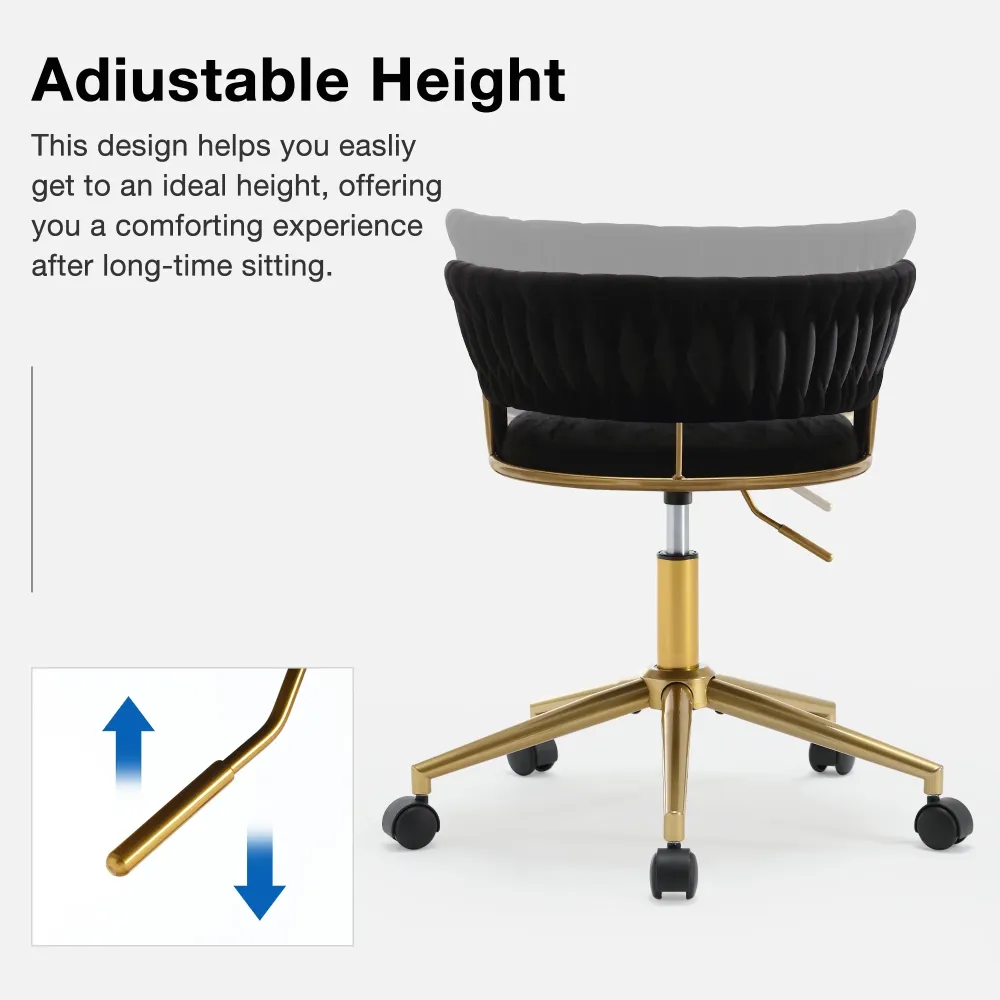 Adiustable Height
This design helps you easliy
get to an ideal height, offering
you a comforting experience
after long-time sitting.